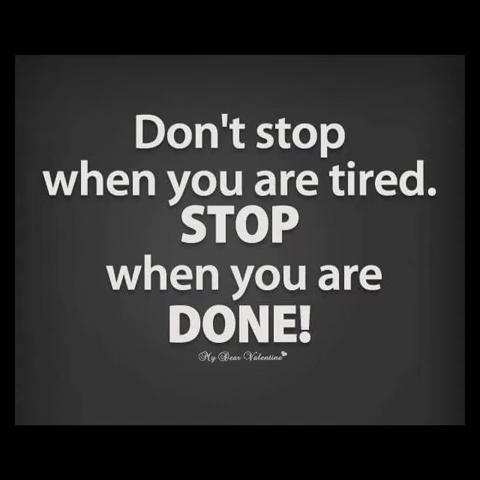 Don't stop
when you are tired.
STOP
when you are
DONE!
My Dear Valentine